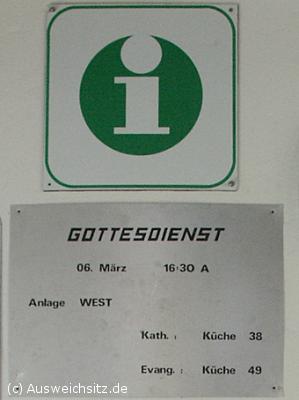 i
GOTTESDIENST
06. März 16:30 A
Anlage WEST
Kath. : Küche 38
Evang. : Küche 49
(c) Ausweichsitz.de